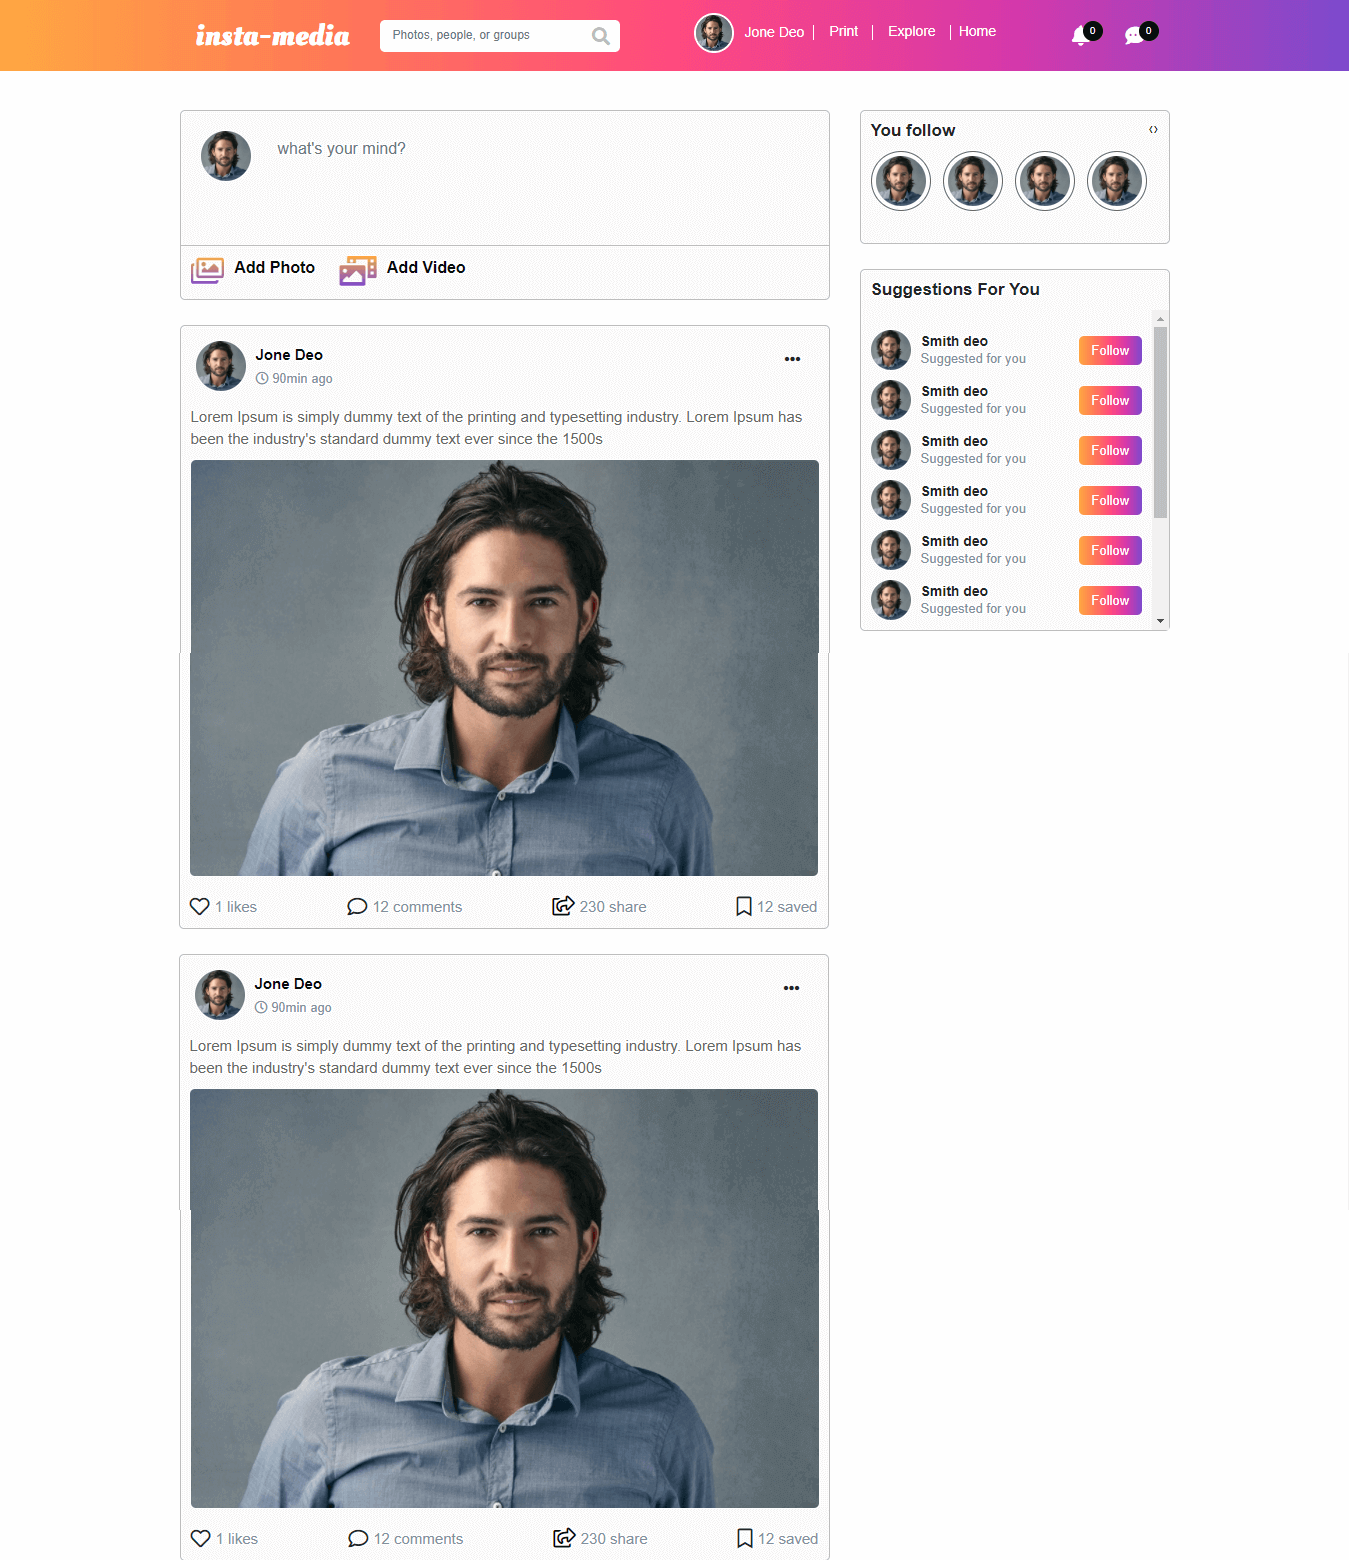 insta-media
Photos, people, or groups
Jone Deo
Print
Explore
Home
0
0
what's your mind?
Add Photo
Add Video
You follow
Suggestions For You
Smith deo
Suggested for you
Follow
Smith deo
Suggested for you
Follow
Smith deo
Suggested for you
Follow
Smith deo
Suggested for you
Follow
Smith deo
Suggested for you
Follow
Smith deo
Suggested for you
Follow
Jone Deo
90min ago
Lorem Ipsum is simply dummy text of the printing and typesetting industry. Lorem Ipsum has
been the industry's standard dummy text ever since the 1500s
1 likes
12 comments
230 share
12 saved
Jone Deo
90min ago
Lorem Ipsum is simply dummy text of the printing and typesetting industry. Lorem Ipsum has
been the industry's standard dummy text ever since the 1500s
1 likes
12 comments
230 share
12 saved